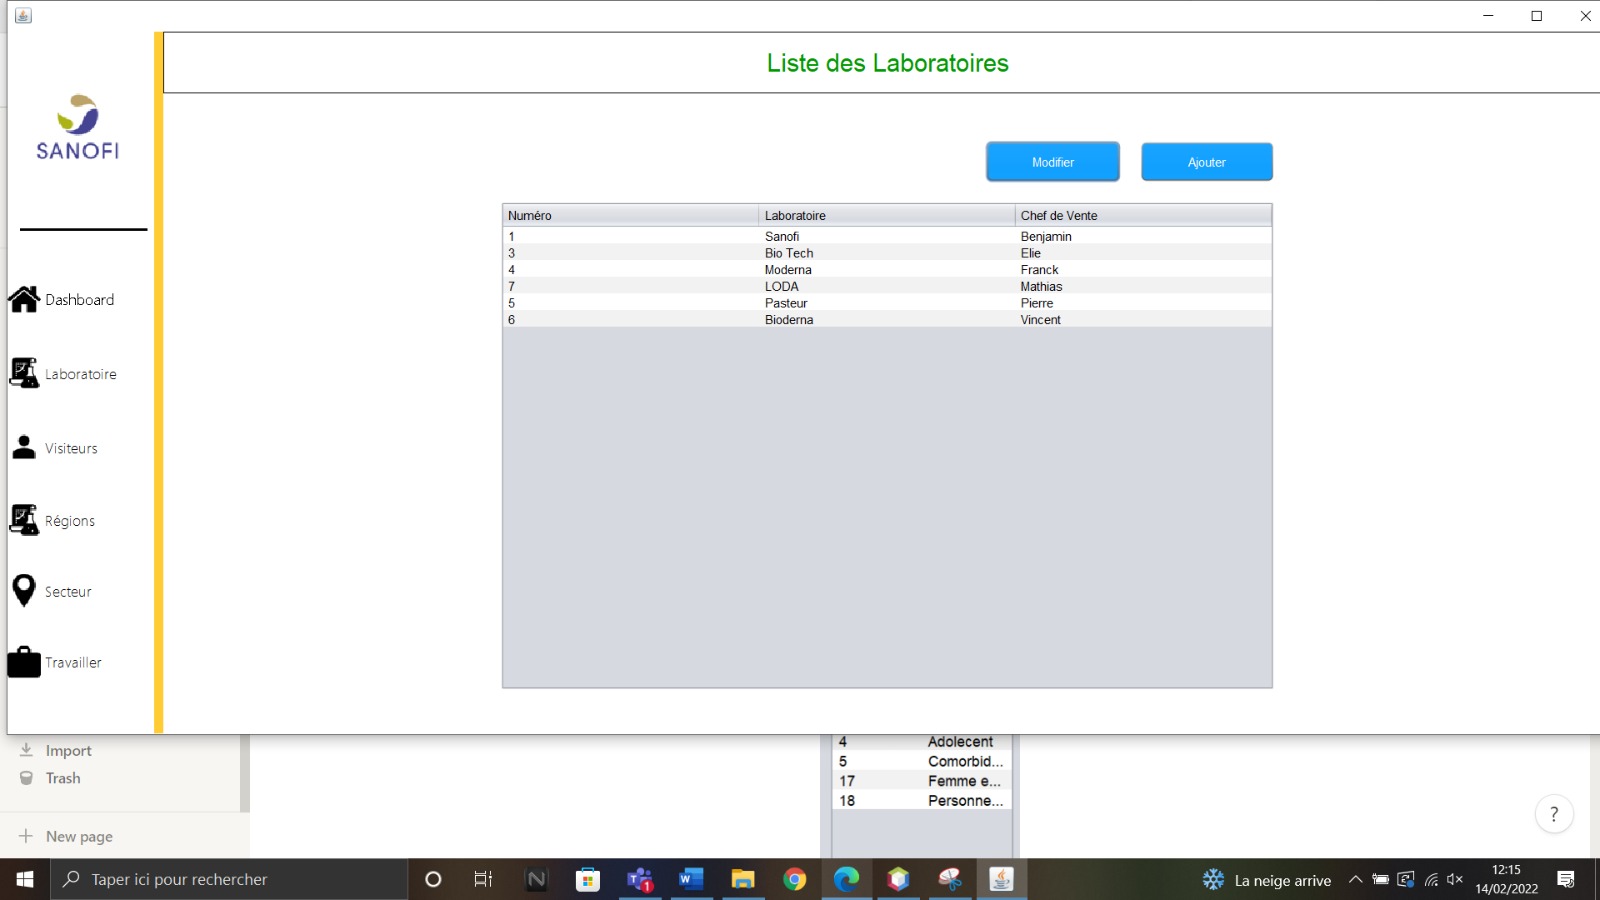 Liste des Laboratoires
SANOFI
Modifier Ajouter
Numéro Laboratoire Chef de Vente
1 Sanofi Benjamin
3 Bio Tech Elie
4 Moderna Franck
7 LODA Mathias
5 Pasteur Pierre
6 Bioderna Vincent
Dashboard
Laboratoire
Visiteurs
Régions
Secteur
Travailler
Import
Trash
New page
4 Adolecent
5 Comorbid...
17 Femme e...
18 Personne...
?
Taper ici pour rechercher
N
T 1
W
La neige arrive
12:15
14/02/2022